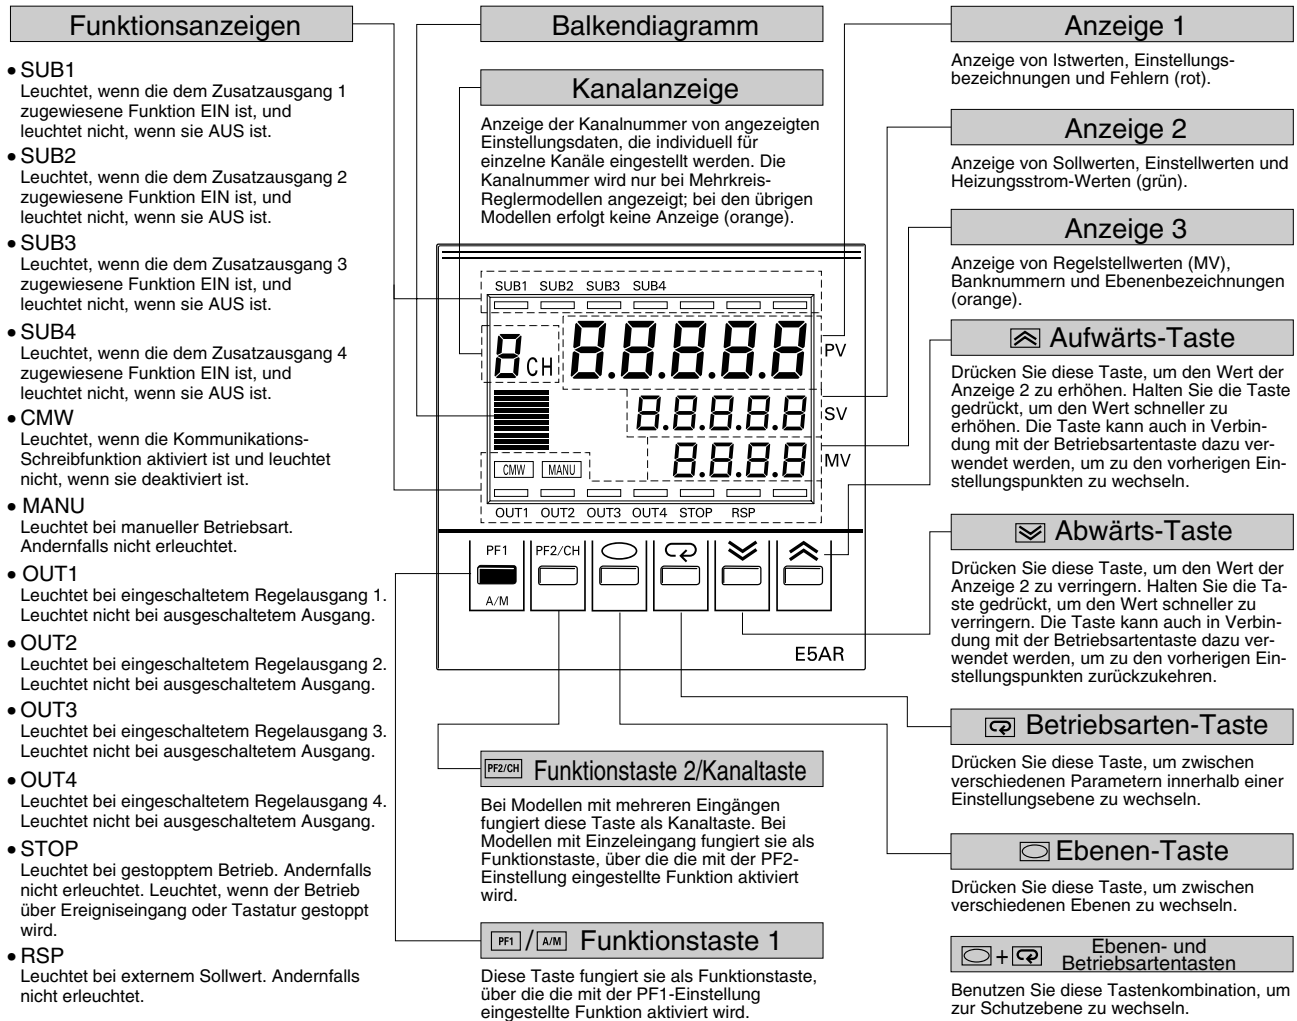 Funktionsanzeigen
• SUB1
Leuchtet, wenn die dem Zusatzausgang 1
zugewiesene Funktion EIN ist, und
leuchtet nicht, wenn sie AUS ist.
• SUB2
Leuchtet, wenn die dem Zusatzausgang 2
zugewiesene Funktion EIN ist, und
leuchtet nicht, wenn sie AUS ist.
• SUB3
Leuchtet, wenn die dem Zusatzausgang 3
zugewiesene Funktion EIN ist, und
leuchtet nicht, wenn sie AUS ist.
• SUB4
Leuchtet, wenn die dem Zusatzausgang 4
zugewiesene Funktion EIN ist, und
leuchtet nicht, wenn sie AUS ist.
• CMW
Leuchtet, wenn die Kommunikations-
Schreibfunktion aktiviert ist und leuchtet
nicht, wenn sie deaktiviert ist.
• MANU
Leuchtet bei manueller Betriebsart.
Andernfalls nicht erleuchtet.
• OUT1
Leuchtet bei eingeschaltetem Regelausgang 1.
Leuchtet nicht bei ausgeschaltetem Ausgang.
• OUT2
Leuchtet bei eingeschaltetem Regelausgang 2.
Leuchtet nicht bei ausgeschaltetem Ausgang.
• OUT3
Leuchtet bei eingeschaltetem Regelausgang 3.
Leuchtet nicht bei ausgeschaltetem Ausgang.
• OUT4
Leuchtet bei eingeschaltetem Regelausgang 4.
Leuchtet nicht bei ausgeschaltetem Ausgang.
• STOP
Leuchtet bei gestopptem Betrieb. Andernfalls
nicht erleuchtet. Leuchtet, wenn der Betrieb
über Ereigniseingang oder Tastatur gestoppt
wird.
• RSP
Leuchtet bei externem Sollwert. Andernfalls
nicht erleuchtet.
Balkendiagramm
Kanalanzeige
Anzeige der Kanalnummer von angezeigten
Einstellungsdaten, die individuell für
einzelne Kanäle eingestellt werden. Die
Kanalnummer wird nur bei Mehrkreis-
Reglermodellen angezeigt; bei den übrigen
Modellen erfolgt keine Anzeige (orange).
SUB1 SUB2 SUB3 SUB4
8 CH 8.8.8.8.8 PV
8.8.8.8.8 SV
8.8.8.8 MV
CMW MANU
OUT1 OUT2 OUT3 OUT4 STOP RSP
PF1 PF2/CH
A/M
E5AR
PF2/CH Funktionstaste 2/Kanaltaste
Bei Modellen mit mehreren Eingängen
fungiert diese Taste als Kanaltaste. Bei
Modellen mit Einzeleingang fungiert sie als
Funktionstaste, über die die mit der PF2-
Einstellung eingestellte Funktion aktiviert
wird.
PF1 / A/M Funktionstaste 1
Diese Taste fungiert sie als Funktionstaste,
über die die mit der PF1-Einstellung
eingestellte Funktion aktiviert wird.
Anzeige 1
Anzeige von Istwerten, Einstellungs-
bezeichnungen und Fehlern (rot).
Anzeige 2
Anzeige von Sollwerten, Einstellwerten und
Heizungsstrom-Werten (grün).
Anzeige 3
Anzeige von Regelstellwerten (MV),
Banknummern und Ebenenbezeichnungen
(orange).
Aufwärts-Taste
Drücken Sie diese Taste, um den Wert der
Anzeige 2 zu erhöhen. Halten Sie die Taste
gedrückt, um den Wert schneller zu
erhöhen. Die Taste kann auch in Verbin-
dung mit der Betriebsartentaste dazu ver-
wendet werden, um zu den vorherigen Ein-
stellungspunkten zu wechseln.
Abwärts-Taste
Drücken Sie diese Taste, um den Wert der
Anzeige 2 zu verringern. Halten Sie die Ta-
ste gedrückt, um den Wert schneller zu
verringern. Die Taste kann auch in Verbin-
dung mit der Betriebsartentaste dazu ver-
wendet werden, um zu den vorherigen Ein-
stellungspunkten zurückzukehren.
Betriebsarten-Taste
Drücken Sie diese Taste, um zwischen
verschiedenen Parametern innerhalb einer
Einstellungsebene zu wechseln.
Ebenen-Taste
Drücken Sie diese Taste, um zwischen
verschiedenen Ebenen zu wechseln.
+ Ebenen- und
Betriebsartentasten
Benutzen Sie diese Tastenkombination, um
zur Schutzebene zu wechseln.